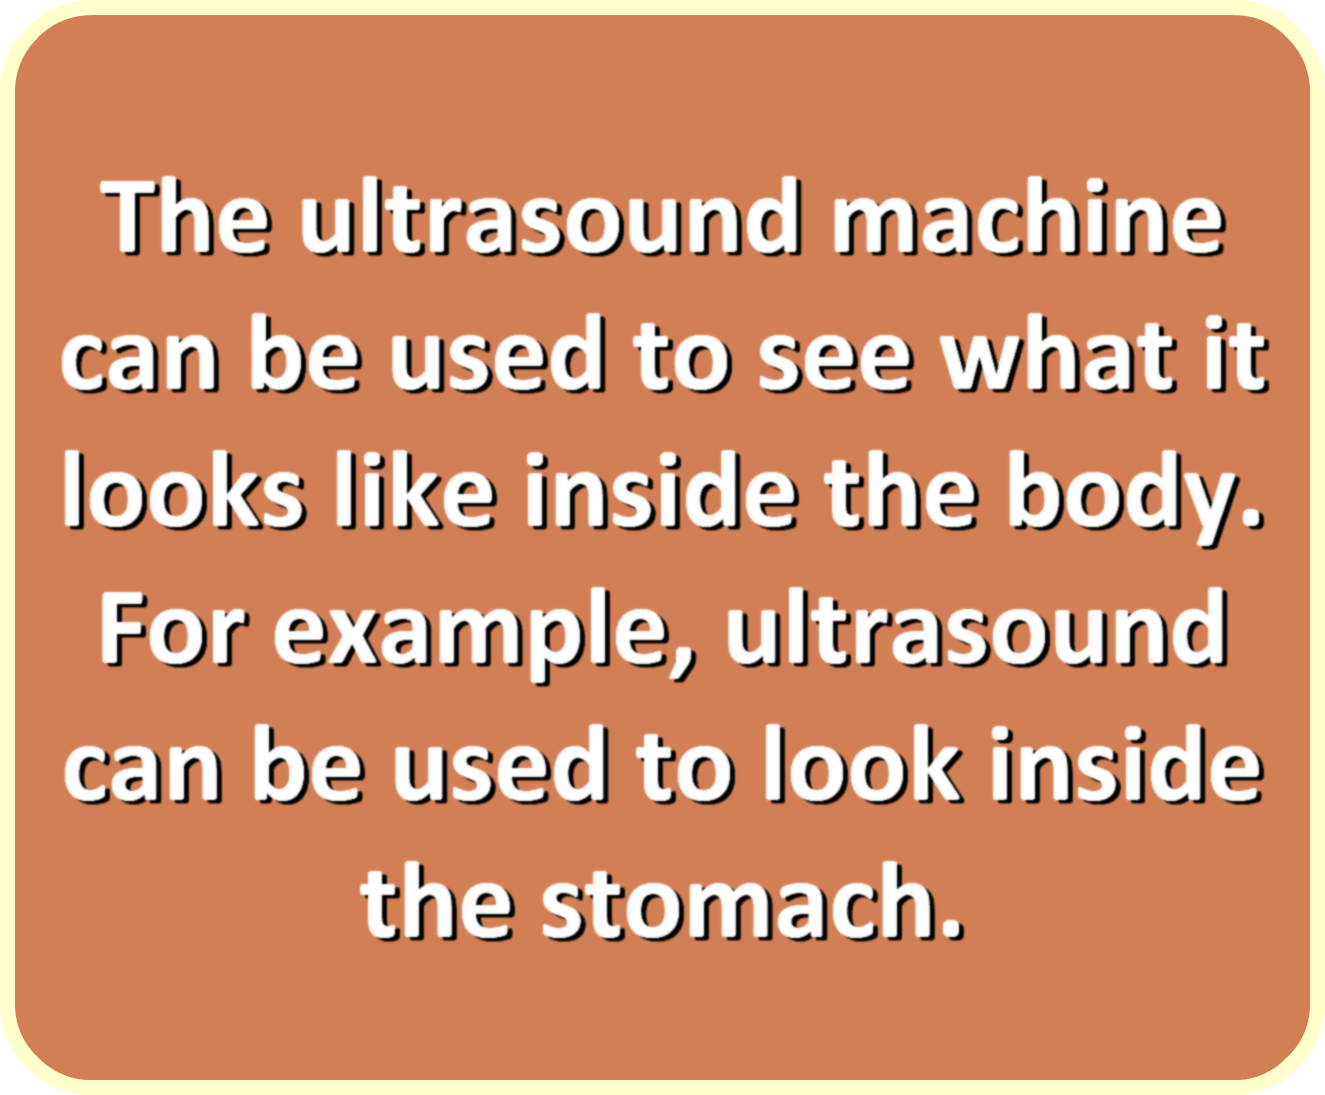 The ultrasound machine
can be used to see what it
looks like inside the body.
For example, ultrasound
can be used to look inside
the stomach.